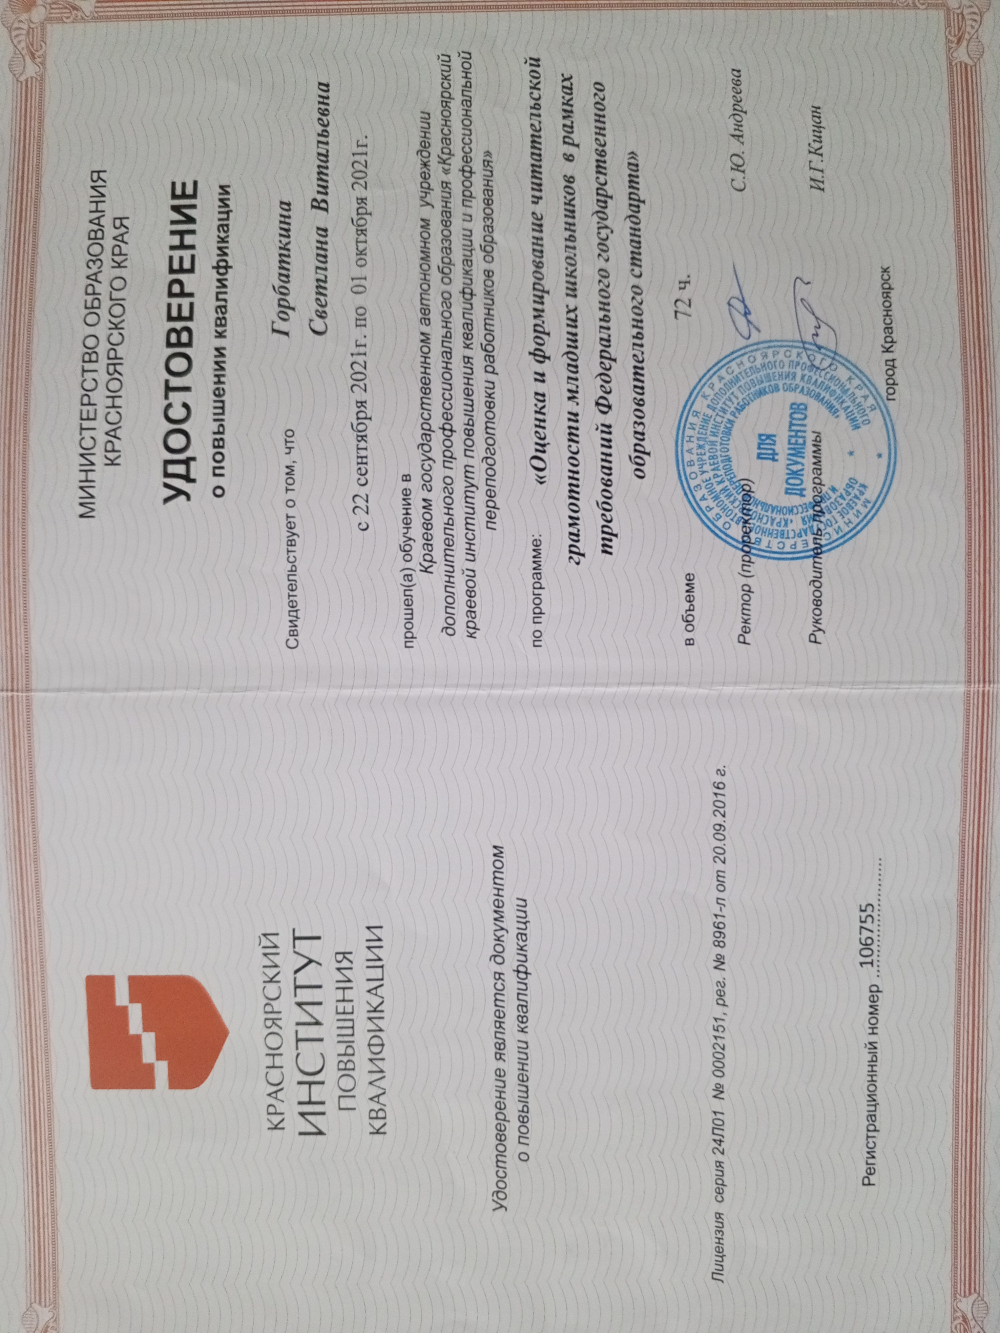 КРАСНОЯРСКИЙ
ИНСТИТУТ
ПОВЫШЕНИЯ
КВАЛИФИКАЦИИ
Удостоверение является документом
о повышении квалификации
Лицензия серия 24Л01 № 0002151, рег. № 8961-л от 20.09.2016 г.
Регистрационный номер 106755
МИНИСТЕРСТВО ОБРАЗОВАНИЯ
КРАСНОЯРСКОГО КРАЯ
УДОСТОВЕРЕНИЕ
о повышении квалификации
Горбаткина
Свидетельствует о том, что
Светлана Витальевна
с 22 сентября 2021г. по 01 октября 2021г.
прошел(а) обучение в
Краевом государственном автономном учреждении
дополнительного профессионального образования «Красноярский
краевой институт повышения квалификации и профессиональной
переподготовки работников образования»
по программе: «Оценка и формирование читательской
грамотности младших школьников в рамках
требований Федерального государственного
образовательного стандарта»
в объеме 72 ч.
Ректор (проректор) С.Ю. Андреева
Руководитель программы И.Г.Кицан
город Красноярск
ДЛЯ
ДОКУМЕНТОВ